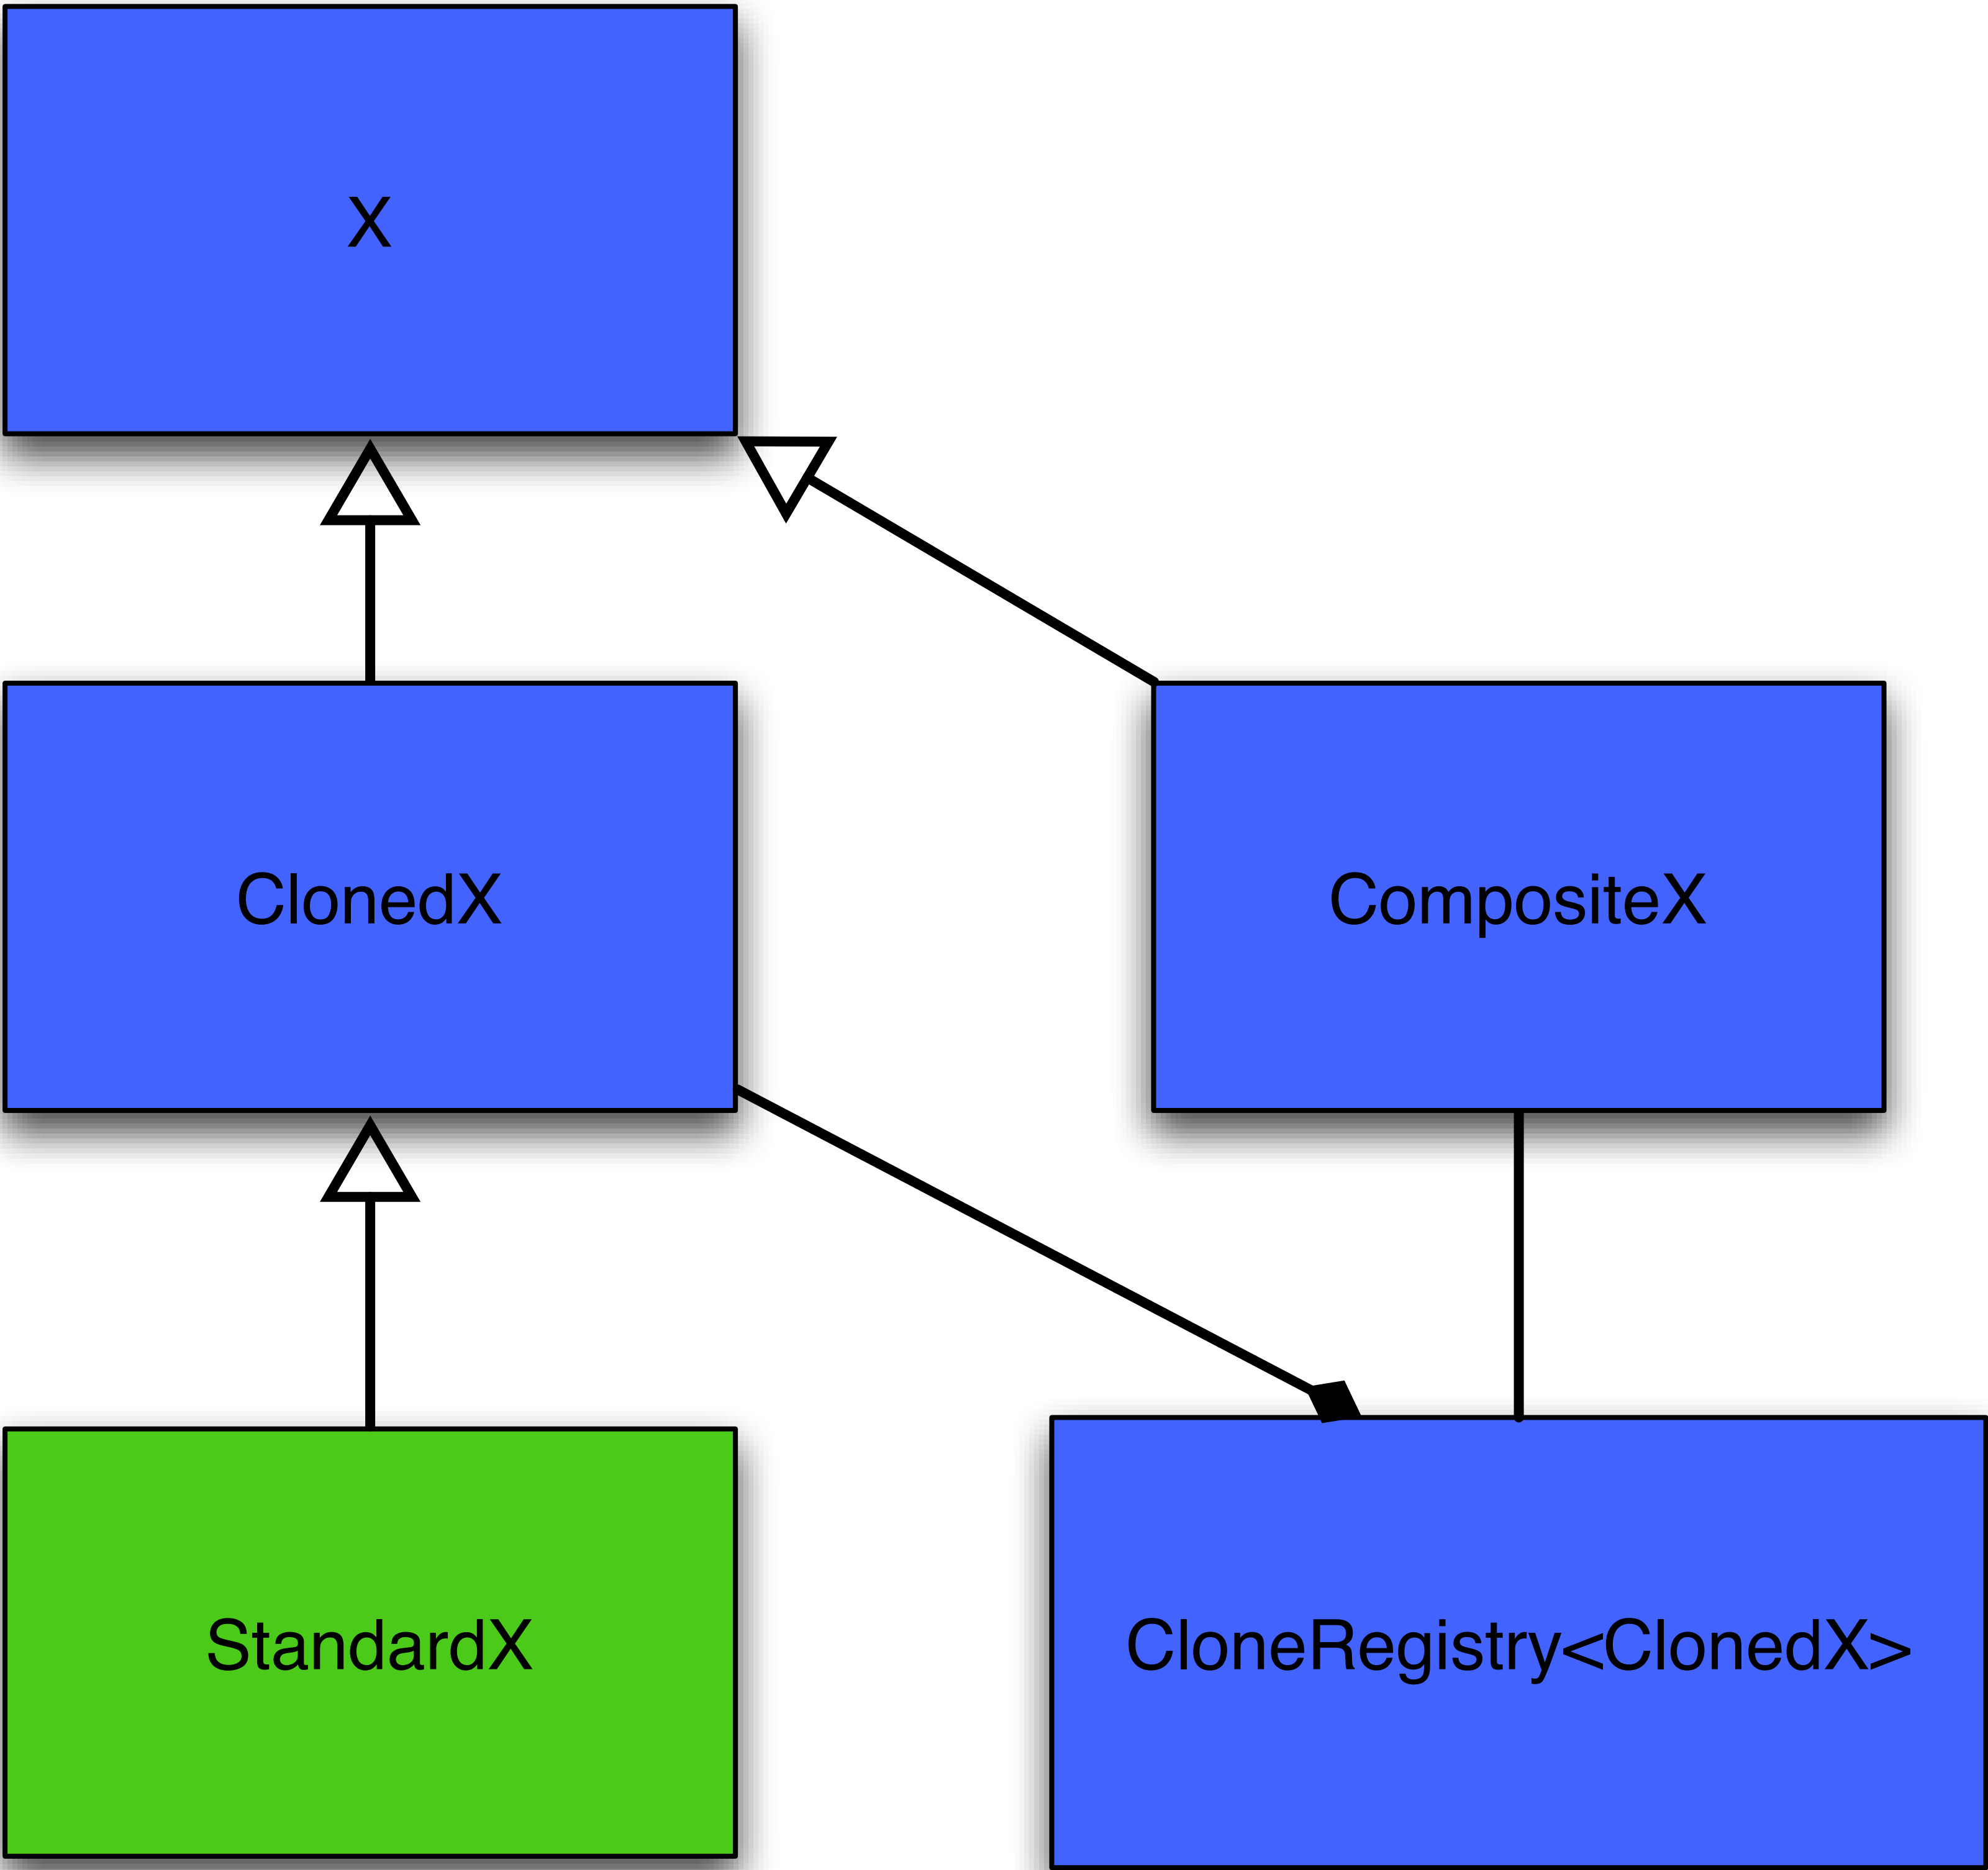 X
ClonedX
CompositeX
StandardX
CloneRegistry<ClonedX>